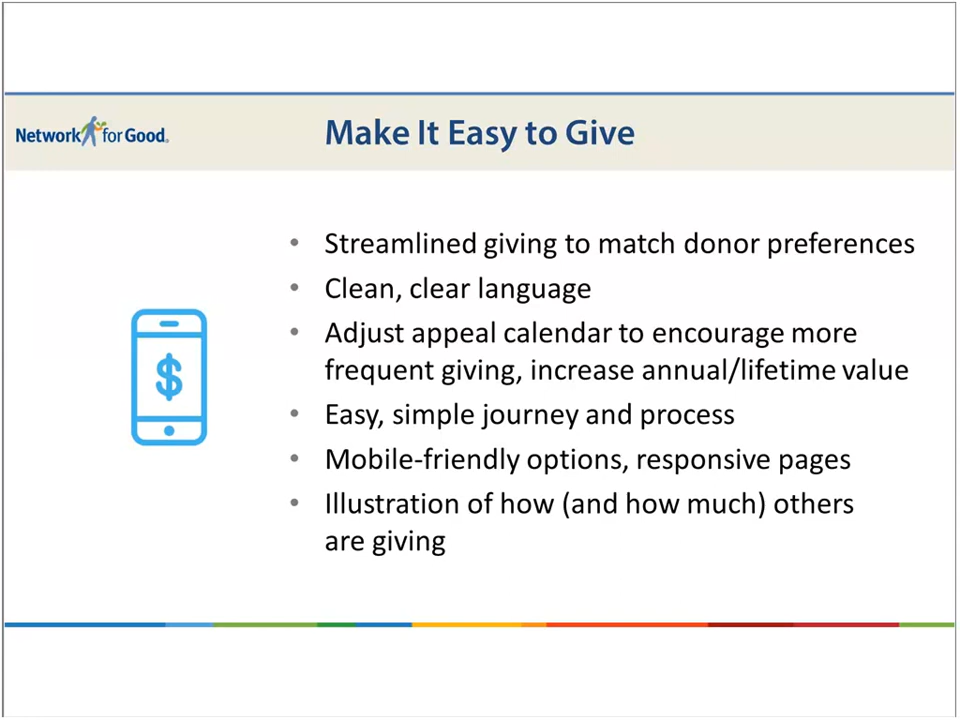 Network for Good.
Make It Easy to Give
• Streamlined giving to match donor preferences
• Clean, clear language
• Adjust appeal calendar to encourage more
frequent giving, increase annual/lifetime value
• Easy, simple journey and process
• Mobile-friendly options, responsive pages
• Illustration of how (and how much) others
are giving
$